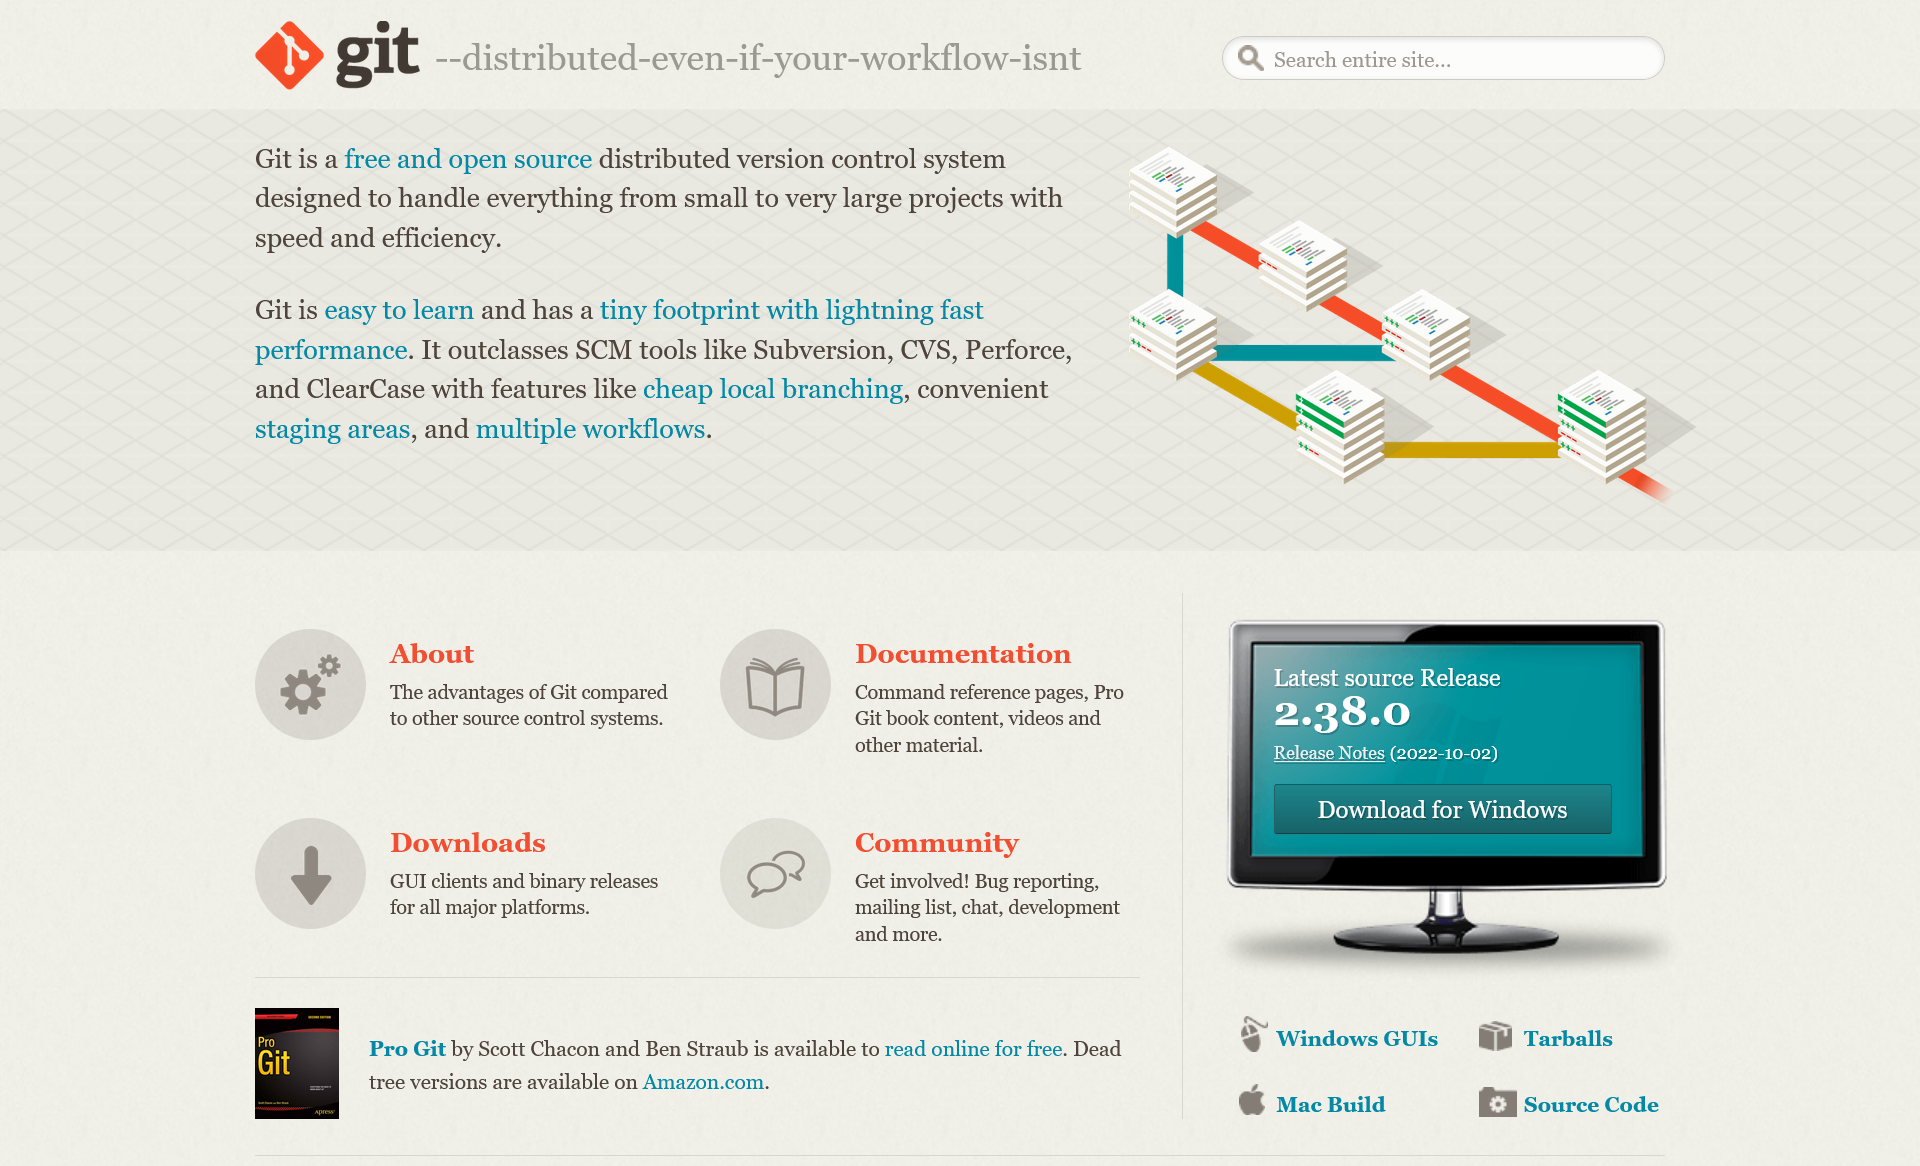 git --distributed-even-if-your-workflow-isnt
Search entire site...
Git is a free and open source distributed version control system
designed to handle everything from small to very large projects with
speed and efficiency.
Git is easy to learn and has a tiny footprint with lightning fast
performance. It outclasses SCM tools like Subversion, CVS, Perforce,
and ClearCase with features like cheap local branching, convenient
staging areas, and multiple workflows.
About
The advantages of Git compared
to other source control systems.
Documentation
Command reference pages, Pro
Git book content, videos and
other material.
Downloads
GUI clients and binary releases
for all major platforms.
Community
Get involved! Bug reporting,
mailing list, chat, development
and more.
Pro
Git
Apress
Pro Git by Scott Chacon and Ben Straub is available to read online for free. Dead
tree versions are available on Amazon.com.
Latest source Release
2.38.0
Release Notes (2022-10-02)
Download for Windows
Windows GUIs
Tarballs
Mac Build
Source Code